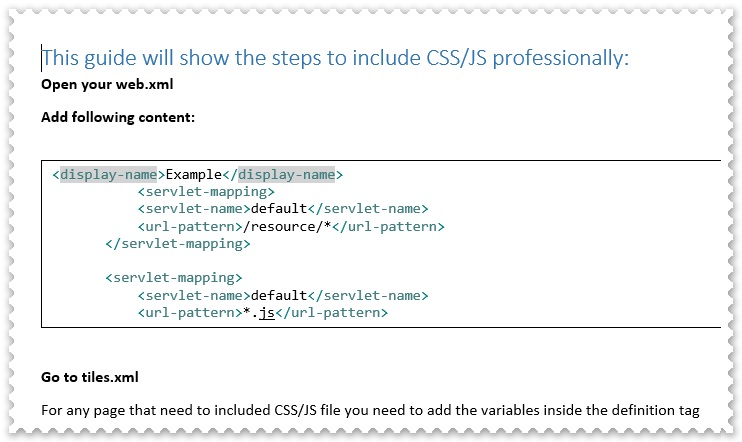 This guide will show the steps to include CSS/JS professionally:
Open your web.xml
Add following content:
<display-name>Example</display-name>
<servlet-mapping>
<servlet-name>default</servlet-name>
<url-pattern>/resource/*</url-pattern>
</servlet-mapping>
<servlet-mapping>
<servlet-name>default</servlet-name>
<url-pattern>*.js</url-pattern>
Go to tiles.xml
For any page that need to included CSS/JS file you need to add the variables inside the definition tag